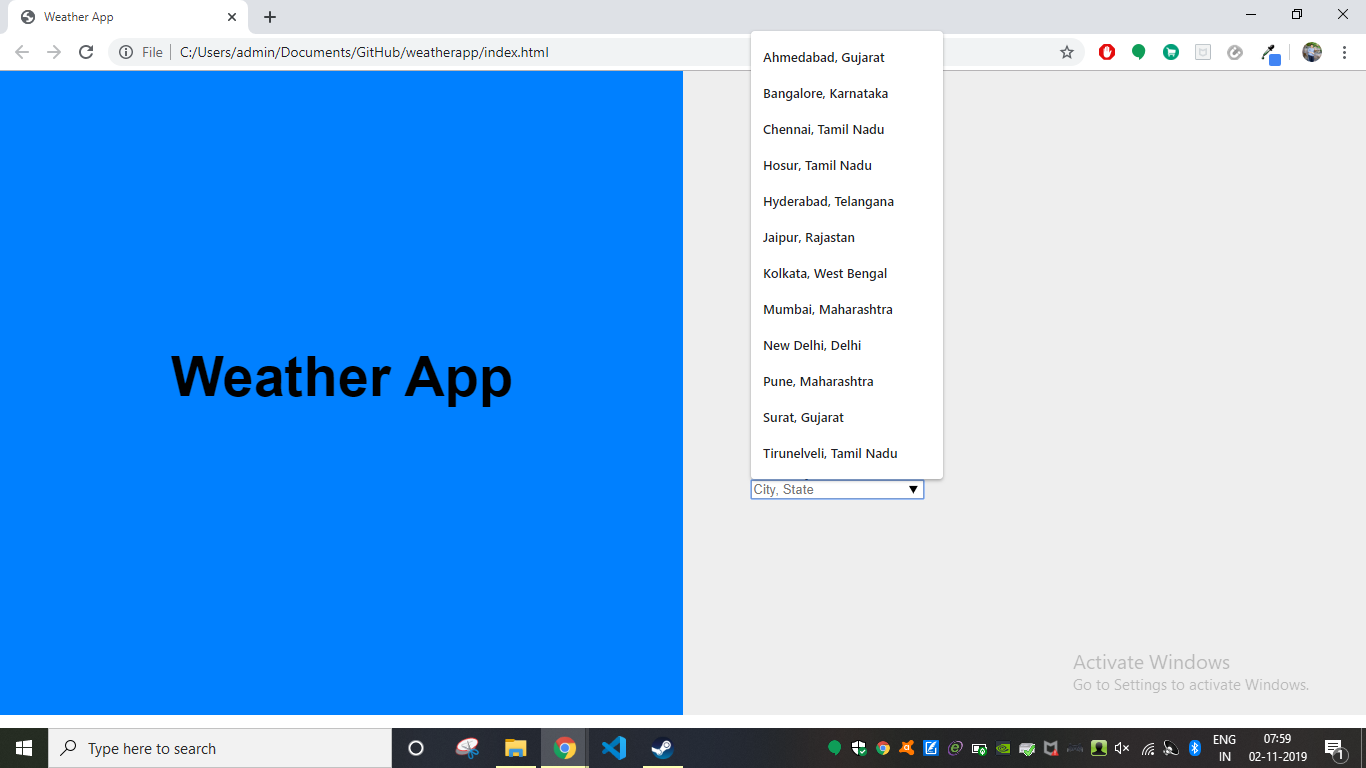 Weather App
File
C:/Users/admin/Documents/GitHub/weatherapp/index.html
Ahmedabad, Gujarat
Bangalore, Karnataka
Chennai, Tamil Nadu
Hosur, Tamil Nadu
Hyderabad, Telangana
Jaipur, Rajastan
Kolkata, West Bengal
Mumbai, Maharashtra
New Delhi, Delhi
Pune, Maharashtra
Surat, Gujarat
Tirunelveli, Tamil Nadu
Weather App
City, State
Activate Windows
Go to Settings to activate Windows.
Type here to search
ENG
IN
07:59
02-11-2019
1